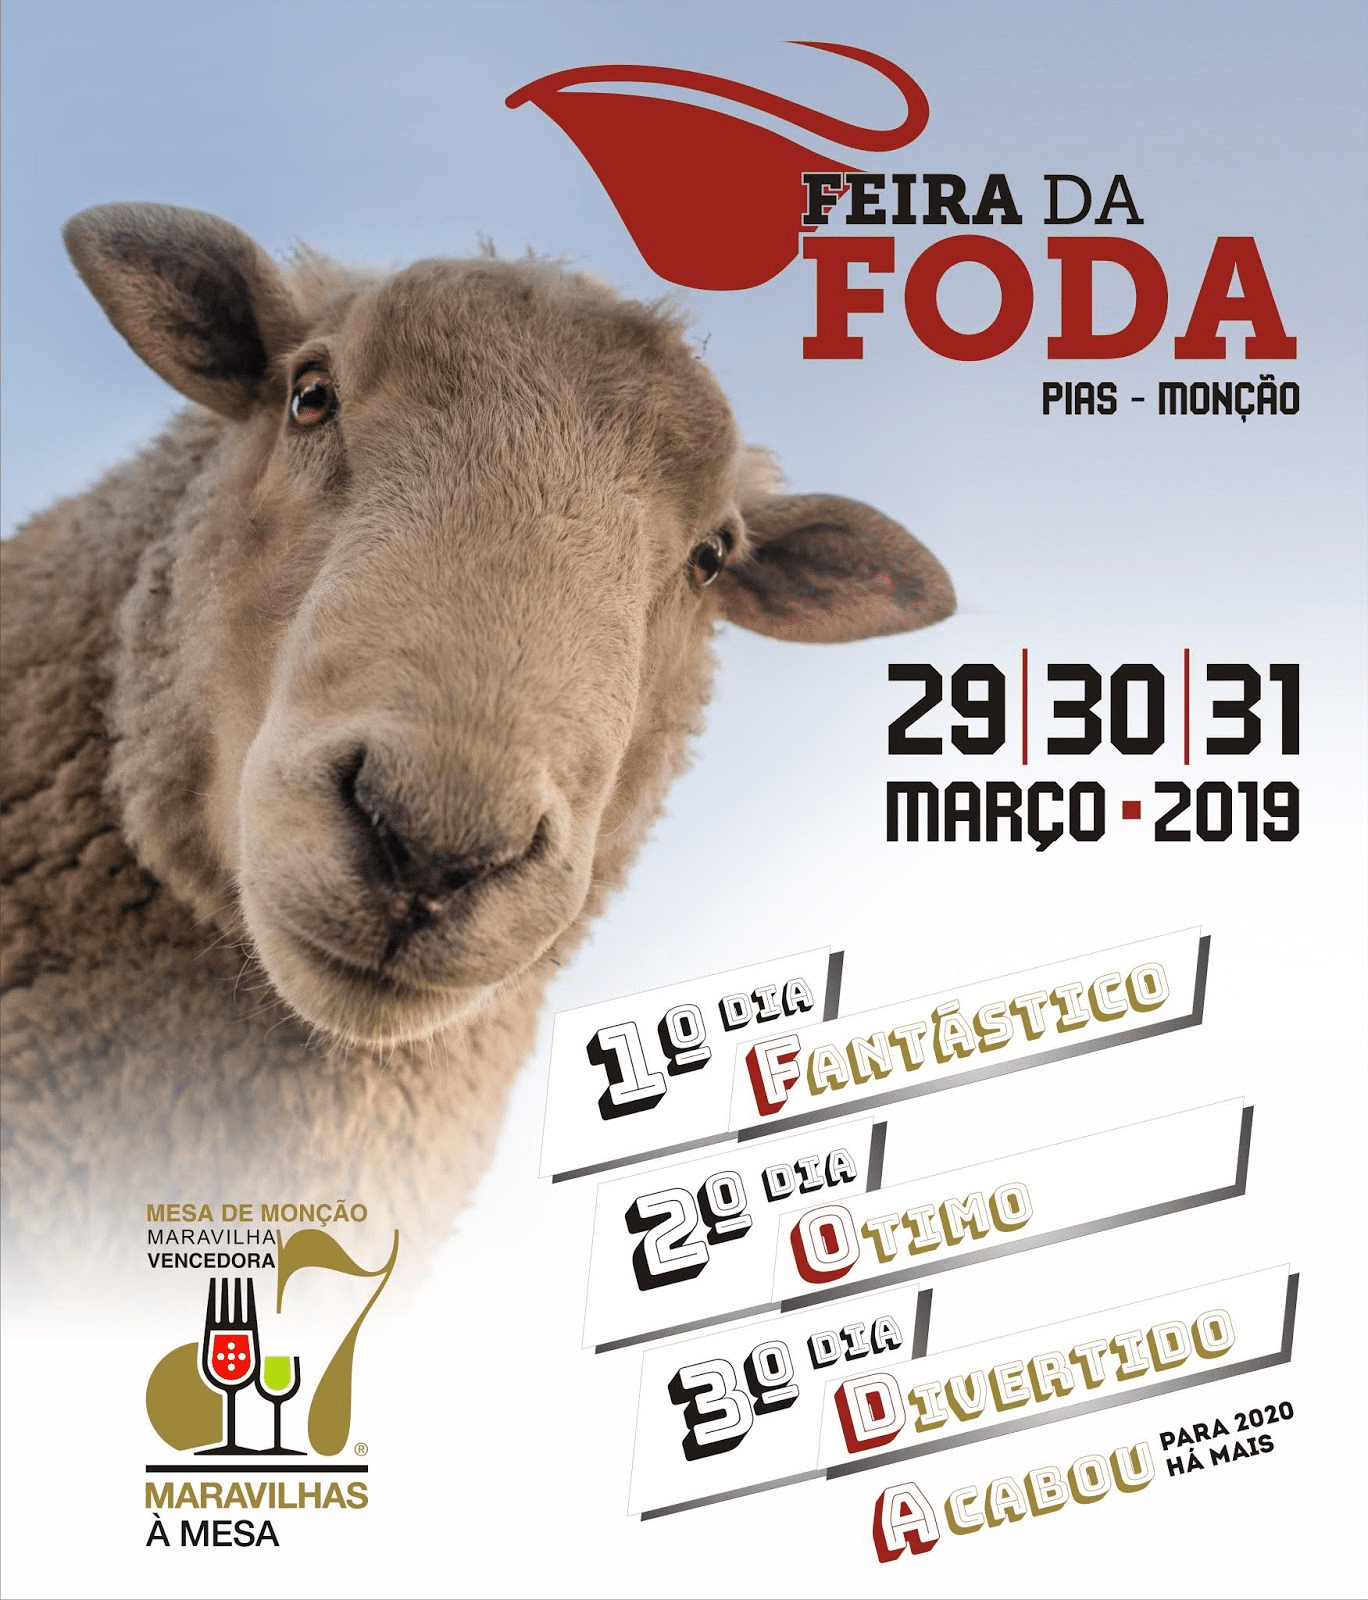 FEIRA DA
FODA
PIAS - MONÇÃO
29|30|31
MARÇO ▪ 2019
1º DIA FANTÁSTICO
2º DIA OTIMO
3º DIA DIVERTIDO
ACABOU PARA 2020
HÁ MAIS
MESA DE MONÇÃO
MARAVILHA
VENCEDORA
7
®
MARAVILHAS
À MESA